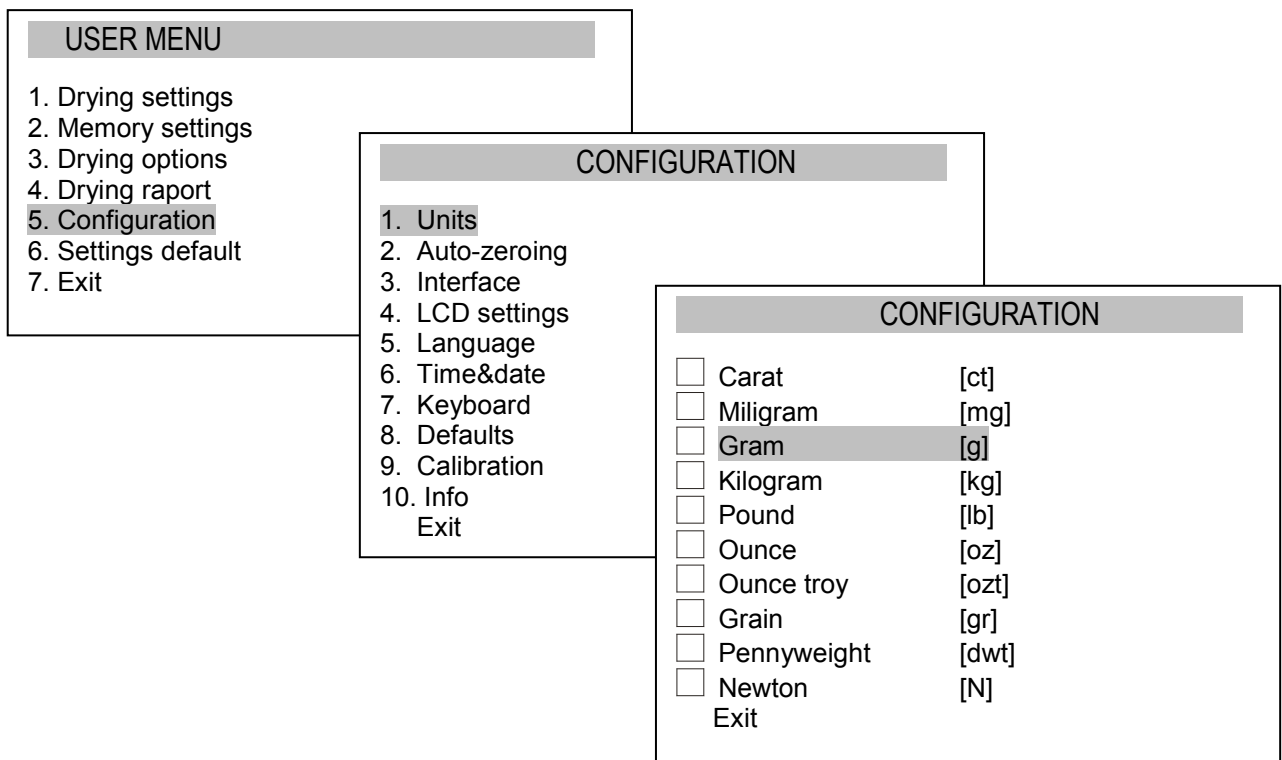 USER MENU
1. Drying settings
2. Memory settings
3. Drying options
4. Drying raport
5. Configuration
6. Settings default
7. Exit
CONFIGURATION
1. Units
2. Auto-zeroing
3. Interface
4. LCD settings
5. Language
6. Time&date
7. Keyboard
8. Defaults
9. Calibration
10. Info
Exit
CONFIGURATION
Carat [ct]
Miligram [mg]
Gram [g]
Kilogram [kg]
Pound [lb]
Ounce [oz]
Ounce troy [ozt]
Grain [gr]
Pennyweight [dwt]
Newton [N]
Exit